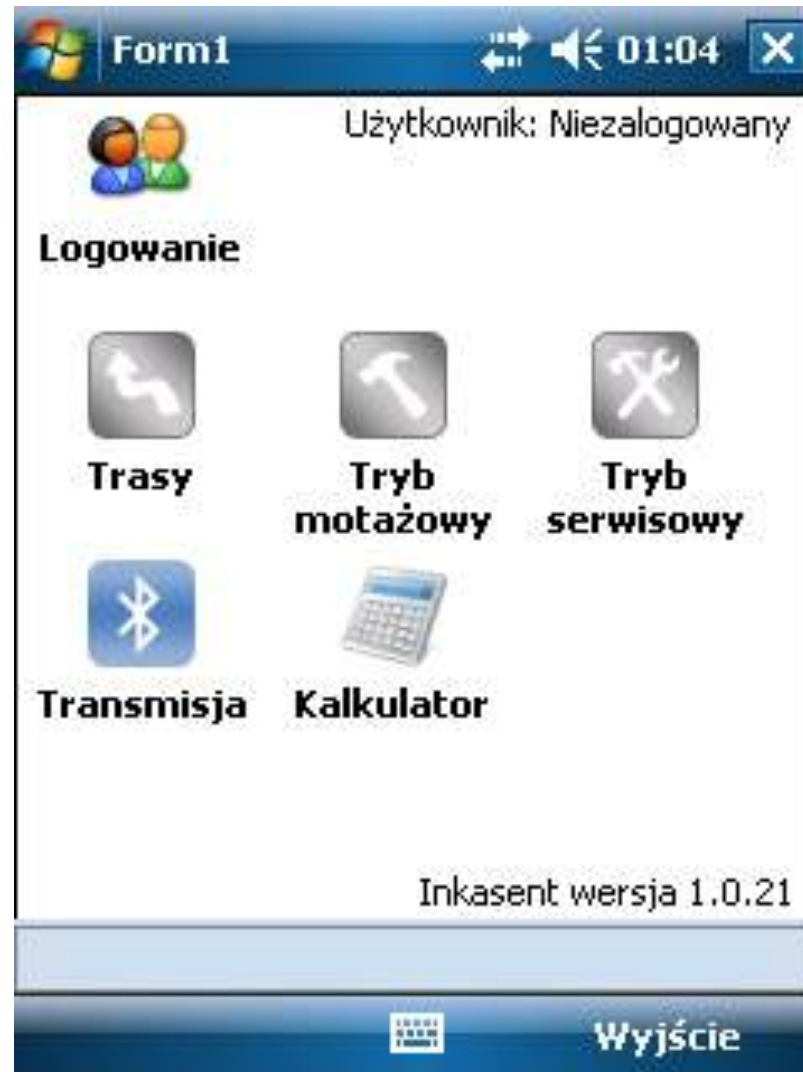 Form1 01:04
Użytkownik: Niezalogowany
Logowanie
Trasy
Tryb motażowy
Tryb serwisowy
Transmisja
Kalkulator
Inkasent wersja 1.0.21
Wyjście